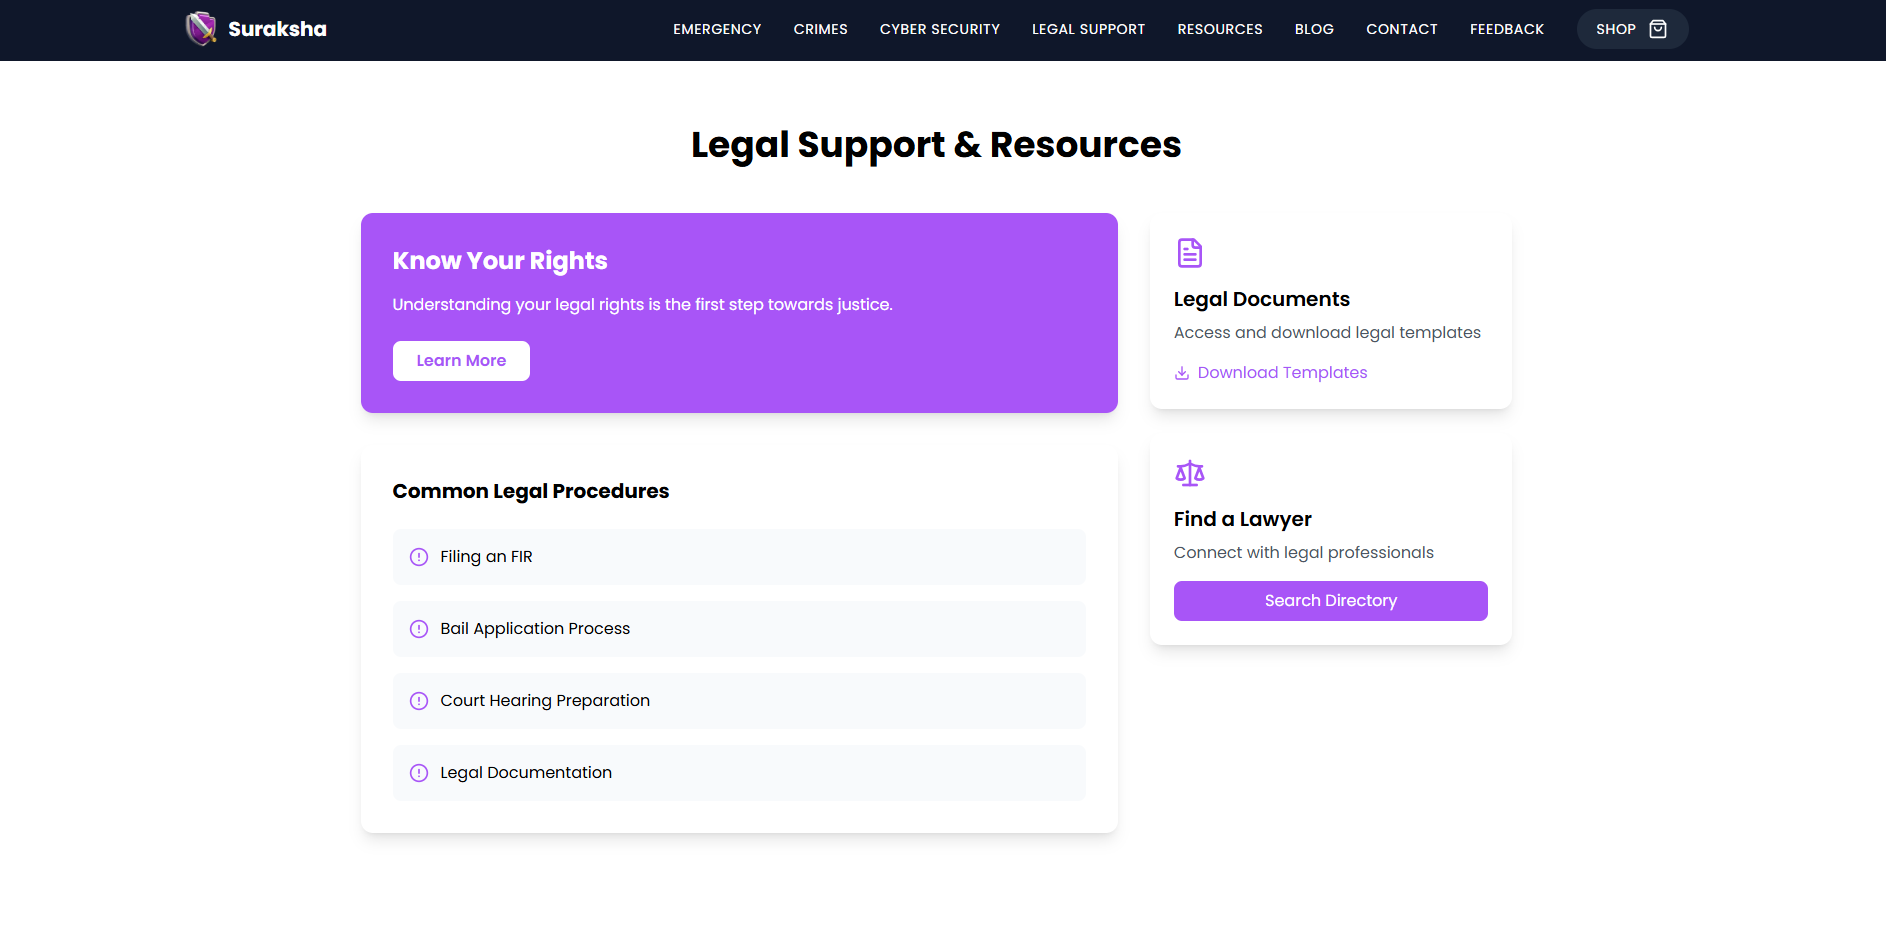 Suraksha
EMERGENCY CRIMES CYBER SECURITY LEGAL SUPPORT RESOURCES BLOG CONTACT FEEDBACK SHOP
Legal Support & Resources
Know Your Rights
Understanding your legal rights is the first step towards justice.
Learn More
Common Legal Procedures
Filing an FIR
Bail Application Process
Court Hearing Preparation
Legal Documentation
Legal Documents
Access and download legal templates
Download Templates
Find a Lawyer
Connect with legal professionals
Search Directory